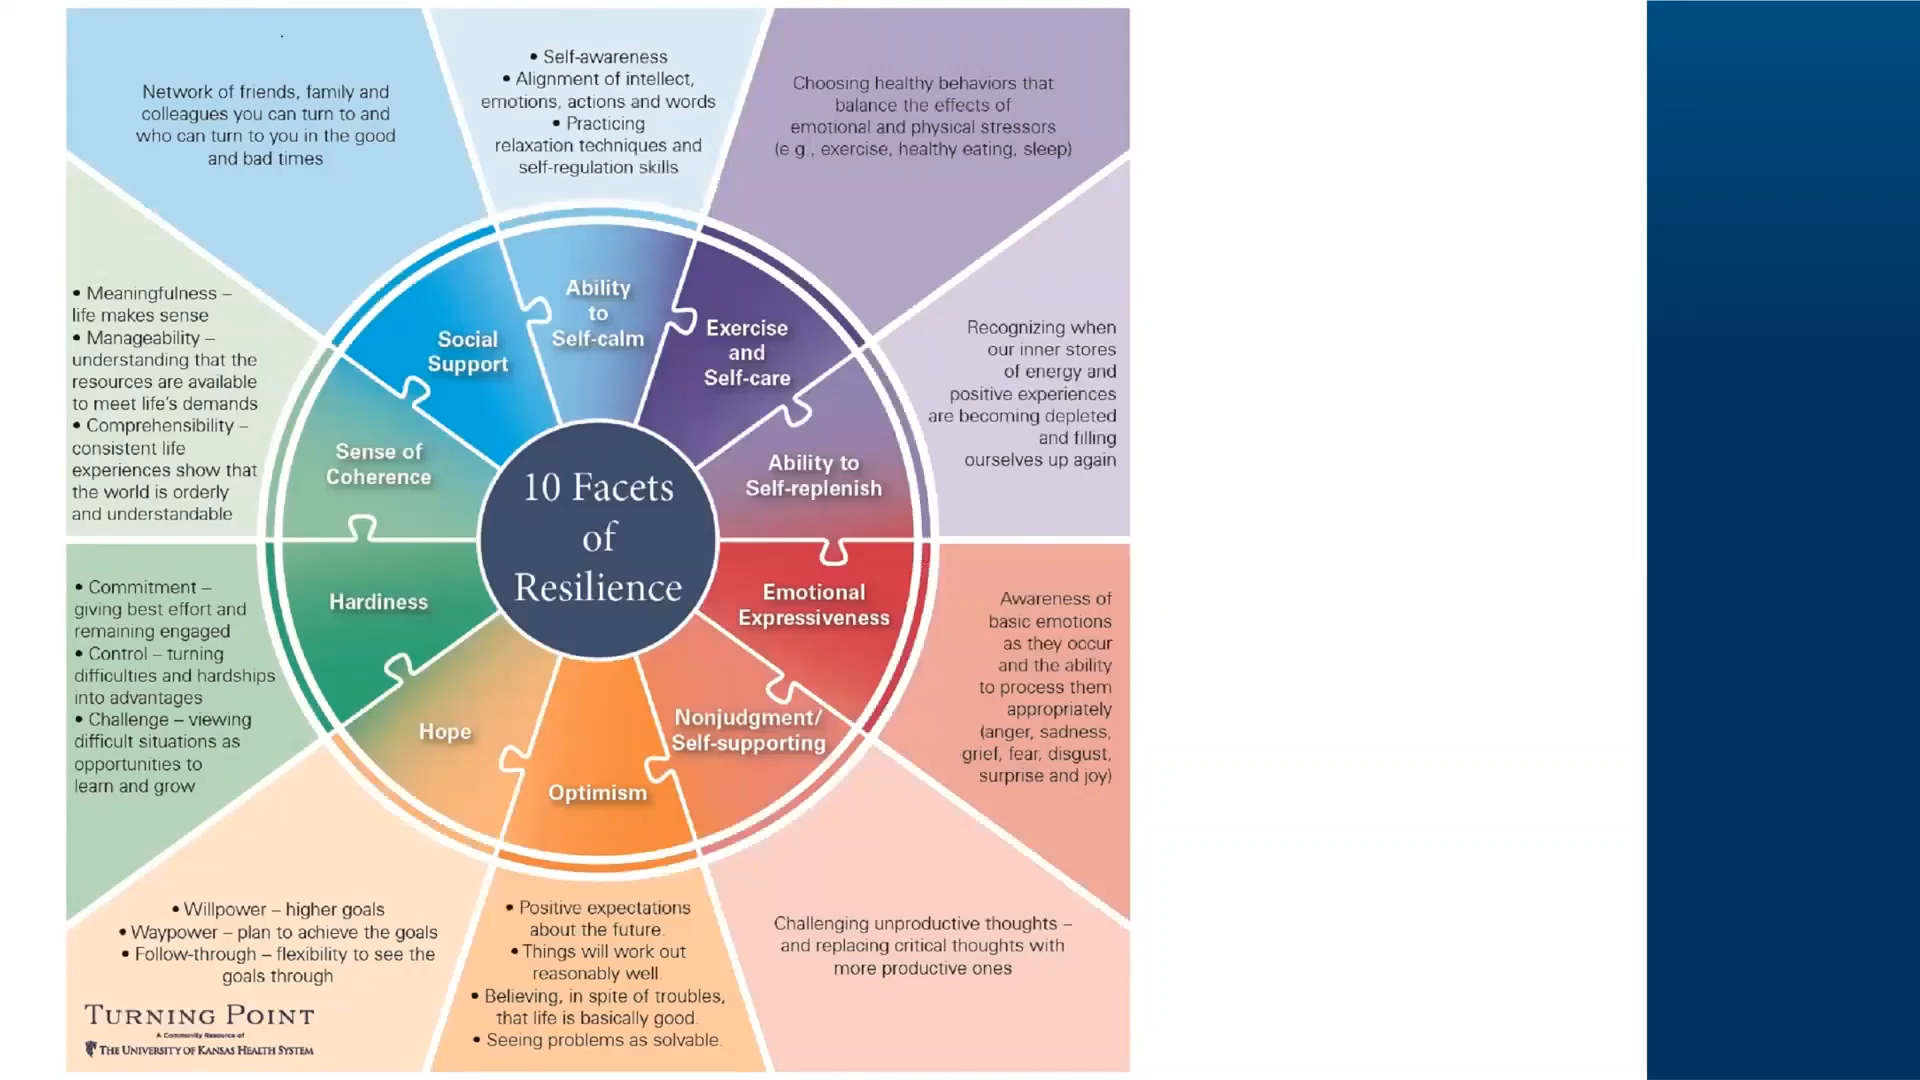 Network of friends, family and
colleagues you can turn to and
who can turn to you in the good
and bad times
• Self-awareness
• Alignment of intellect,
emotions, actions and words
• Practicing
relaxation techniques and
self-regulation skills
Choosing healthy behaviors that
balance the effects of
emotional and physical stressors
(e g., exercise, healthy eating, sleep)
Recognizing when
our inner stores
of energy and
positive experiences
are becoming depleted
and filling
ourselves up again
Awareness of
basic emotions
as they occur
and the ability
to process them
appropriately
(anger, sadness,
grief, fear, disgust,
surprise and joy)
Challenging unproductive thoughts –
and replacing critical thoughts with
more productive ones
• Positive expectations
about the future.
• Things will work out
reasonably well.
• Believing, in spite of troubles,
that life is basically good.
• Seeing problems as solvable.
• Willpower – higher goals
• Waypower – plan to achieve the goals
• Follow-through – flexibility to see the
goals through
• Commitment –
giving best effort and
remaining engaged
• Control – turning
difficulties and hardships
into advantages
• Challenge – viewing
difficult situations as
opportunities to
learn and grow
• Meaningfulness –
life makes sense
• Manageability –
understanding that the
resources are available
to meet life's demands
• Comprehensibility –
consistent life
experiences show that
the world is orderly
and understandable
Social
Support
Ability
to
Self-calm
Exercise
and
Self-care
Ability to
Self-replenish
Emotional
Expressiveness
Nonjudgment/
Self-supporting
Optimism
Hope
Hardiness
Sense of
Coherence
10 Facets
of
Resilience
TURNING POINT
A Community Resource of
THE UNIVERSITY OF KANSAS HEALTH SYSTEM